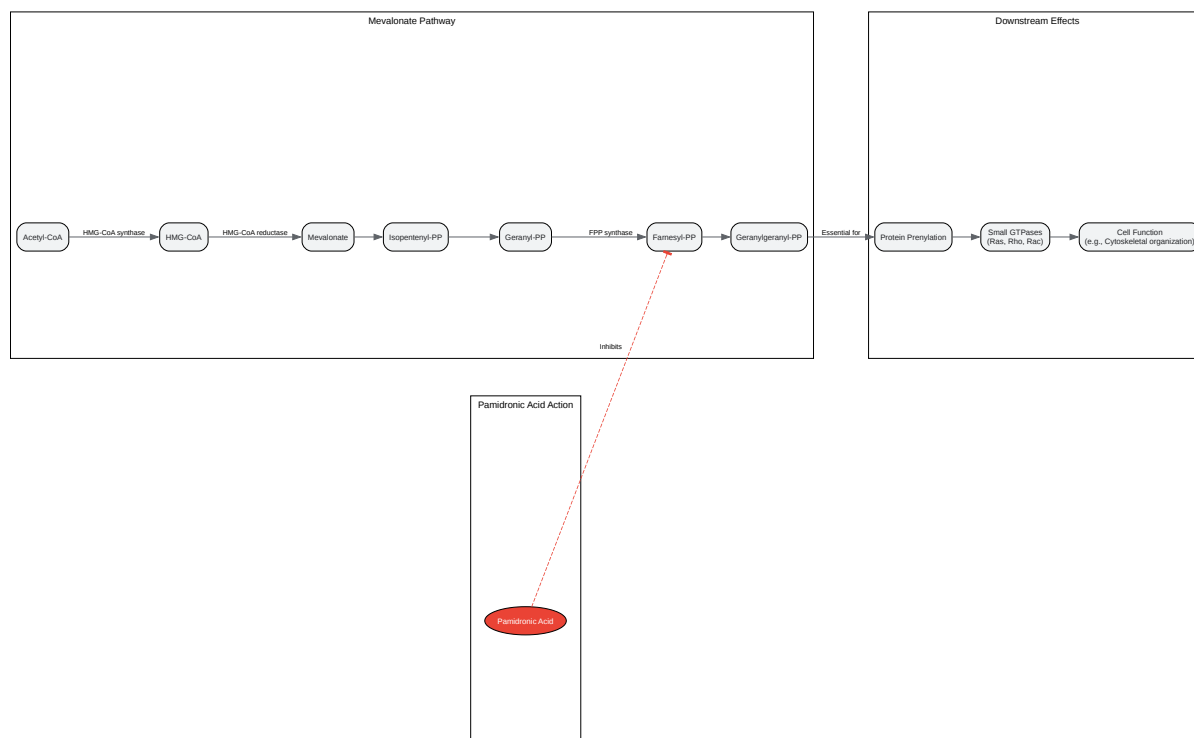 Mevalonate Pathway
Downstream Effects
Acetyl-CoA
HMG-CoA synthase
HMG-CoA
HMG-CoA reductase
Mevalonate
Isopentenyl-PP
Geranyl-PP
FPP synthase
Farnesyl-PP
Geranylgeranyl-PP
Essential for
Protein Prenylation
Small GTPases
(Ras, Rho, Rac)
Cell Function
(e.g., Cytoskeletal organization)
Inhibits
Pamidronic Acid Action
Pamidronic Acid